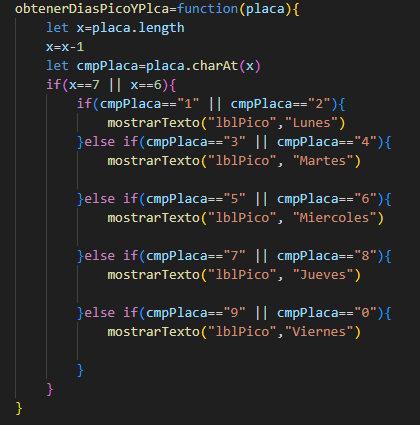 obtenerDiasPicoYPlca=function(placa){
    let x=placa.length
    x=x-1
    let cmpPlaca=placa.charAt(x)
    if(x==7 || x==6){
        if(cmpPlaca=="1" || cmpPlaca=="2"){
            mostrarTexto("lblPico","Lunes")
        }else if(cmpPlaca=="3" || cmpPlaca=="4"){
            mostrarTexto("lblPico", "Martes")
        }else if(cmpPlaca=="5" || cmpPlaca=="6"){
            mostrarTexto("lblPico", "Miercoles")
        }else if(cmpPlaca=="7" || cmpPlaca=="8"){
            mostrarTexto("lblPico", "Jueves")
        }else if(cmpPlaca=="9" || cmpPlaca=="0"){
            mostrarTexto("lblPico","Viernes")
        }
    }
}